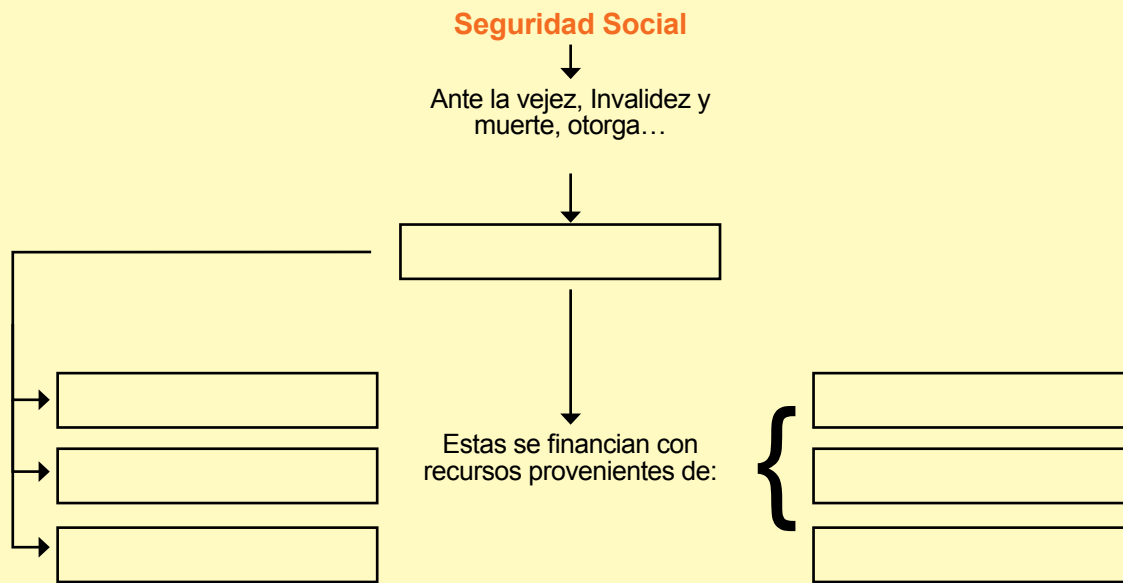 Seguridad Social
Ante la vejez, Invalidez y
muerte, otorga…
Estas se financian con
recursos provenientes de: